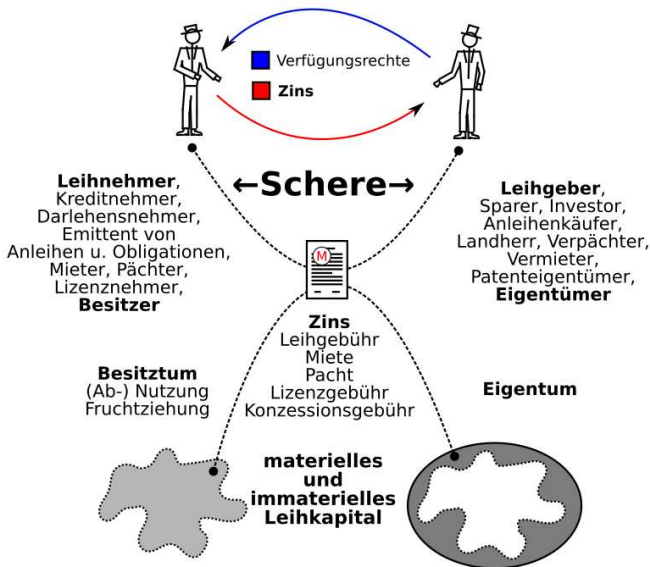 Verfügungsrechte
Zins
←Schere→
Leihnehmer,
Kreditnehmer,
Darlehensnehmer,
Emittent von
Anleihen u. Obligationen,
Mieter, Pächter,
Lizenznehmer,
Besitzer
Leihgeber,
Sparer, Investor,
Anleihenkäufer,
Landherr, Verpächter,
Vermieter,
Patenteigentümer,
Eigentümer
M
Zins
Leihgebühr
Miete
Pacht
Lizenzgebühr
Konzessionsgebühr
Besitztum
(Ab-) Nutzung
Fruchtziehung
Eigentum
materielles
und
immaterielles
Leihkapital